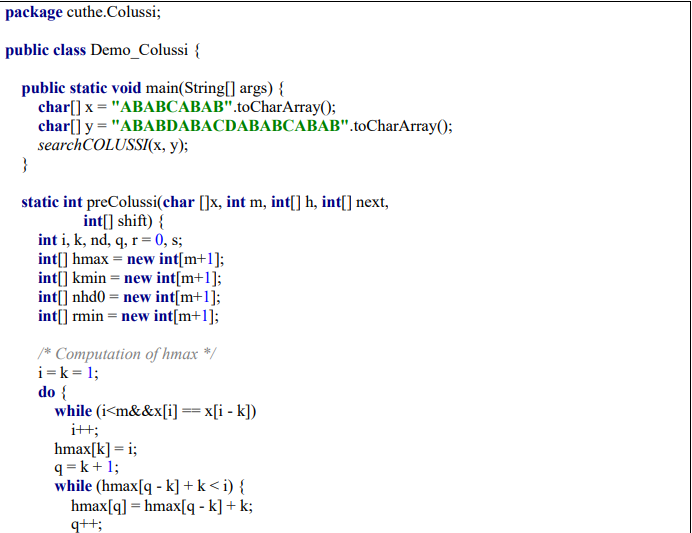 package cuthe.Colussi;
public class Demo_Colussi {
public static void main(String[] args) {
char[] x = "ABABCABAB".toCharArray();
char[] y = "ABABDABACDABABCABAB".toCharArray();
searchCOLUSSI(x, y);
}
static int preColussi(char []x, int m, int[] h, int[] next,
int[] shift) {
int i, k, nd, q, r = 0, s;
int[] hmax = new int[m+1];
int[] kmin = new int[m+1];
int[] nhd0 = new int[m+1];
int[] rmin = new int[m+1];
/* Computation of hmax */
i = k = 1;
do {
while (i<m&&x[i] == x[i - k])
i++;
hmax[k] = i;
q = k + 1;
while (hmax[q - k] + k < i) {
hmax[q] = hmax[q - k] + k;
q++;